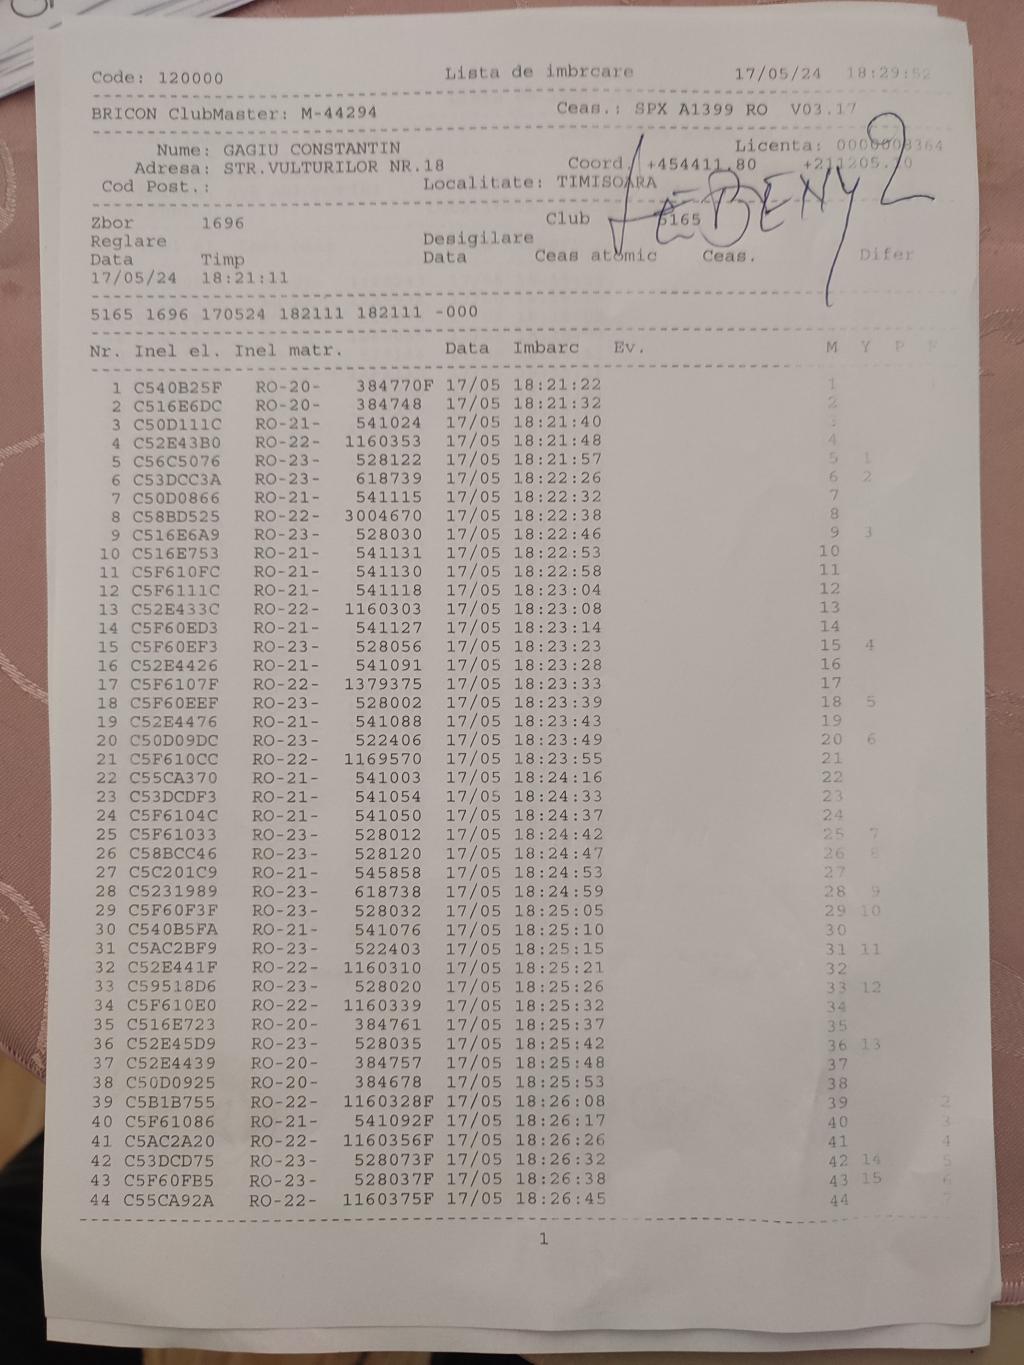 Code: 120000 Lista de imbrcare 17/05/24 18:29:52
BRICON ClubMaster: M-44294 Ceas.: SPX A1399 RO V03.17
Nume: GAGIU CONSTANTIN Licenta: 0000008364
Adresa: STR.VULTURILOR NR.18 Coord. +454411.80
Cod Post.: Localitate: TIMISOARA
LEBENY 2
Zbor 1696 Club 5165
Reglare Desigilare
Data Timp Data Ceas atomic Ceas. Difer
17/05/24 18:21:11
5165 1696 170524 182111 182111 -000
Nr. Inel el. Inel matr. Data Imbarc Ev. M Y P F
1 C540B25F RO-20- 384770F 17/05 18:21:22 1 1
2 C516E6DC RO-20- 384748 17/05 18:21:32 2
3 C50D111C RO-21- 541024 17/05 18:21:40 3
4 C52E43B0 RO-22- 1160353 17/05 18:21:48 4
5 C56C5076 RO-23- 528122 17/05 18:21:57 5 1
6 C53DCC3A RO-23- 618739 17/05 18:22:26 6 2
7 C50D0866 RO-21- 541115 17/05 18:22:32 7
8 C58BD525 RO-22- 3004670 17/05 18:22:38 8
9 C516E6A9 RO-23- 528030 17/05 18:22:46 9 3
10 C516E753 RO-21- 541131 17/05 18:22:53 10
11 C5F610FC RO-21- 541130 17/05 18:22:58 11
12 C5F6111C RO-21- 541118 17/05 18:23:04 12
13 C52E433C RO-22- 1160303 17/05 18:23:08 13
14 C5F60ED3 RO-21- 541127 17/05 18:23:14 14
15 C5F60EF3 RO-23- 528056 17/05 18:23:23 15 4
16 C52E4426 RO-21- 541091 17/05 18:23:28 16
17 C5F6107F RO-22- 1379375 17/05 18:23:33 17
18 C5F60EEF RO-23- 528002 17/05 18:23:39 18 5
19 C52E4476 RO-21- 541088 17/05 18:23:43 19
20 C50D09DC RO-23- 522406 17/05 18:23:49 20 6
21 C5F610CC RO-22- 1169570 17/05 18:23:55 21
22 C55CA370 RO-21- 541003 17/05 18:24:16 22
23 C53DCDF3 RO-21- 541054 17/05 18:24:33 23
24 C5F6104C RO-21- 541050 17/05 18:24:37 24
25 C5F61033 RO-23- 528012 17/05 18:24:42 25 7
26 C58BCC46 RO-23- 528120 17/05 18:24:47 26 8
27 C5C201C9 RO-21- 545858 17/05 18:24:53 27
28 C5231989 RO-23- 618738 17/05 18:24:59 28 9
29 C5F60F3F RO-23- 528032 17/05 18:25:05 29 10
30 C540B5FA RO-21- 541076 17/05 18:25:10 30
31 C5AC2BF9 RO-23- 522403 17/05 18:25:15 31 11
32 C52E441F RO-22- 1160310 17/05 18:25:21 32
33 C59518D6 RO-23- 528020 17/05 18:25:26 33 12
34 C5F610E0 RO-22- 1160339 17/05 18:25:32 34
35 C516E723 RO-20- 384761 17/05 18:25:37 35
36 C52E45D9 RO-23- 528035 17/05 18:25:42 36 13
37 C52E4439 RO-20- 384757 17/05 18:25:48 37
38 C50D0925 RO-20- 384678 17/05 18:25:53 38
39 C5B1B755 RO-22- 1160328F 17/05 18:26:08 39 2
40 C5F61086 RO-21- 541092F 17/05 18:26:17 40 3
41 C5AC2A20 RO-22- 1160356F 17/05 18:26:26 41 4
42 C53DCD75 RO-23- 528073F 17/05 18:26:32 42 14 5
43 C5F60FB5 RO-23- 528037F 17/05 18:26:38 43 15 6
44 C55CA92A RO-22- 1160375F 17/05 18:26:45 44 7
1